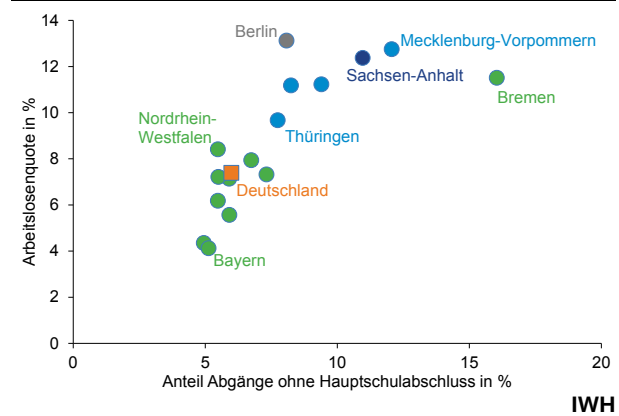 14
12
10
8
6
4
2
0
Arbeitslosenquote in %
Berlin
Mecklenburg-Vorpommern
Sachsen-Anhalt
Bremen
Nordrhein-
Westfalen
Thüringen
Deutschland
Bayern
0 5 10 15 20
Anteil Abgänge ohne Hauptschulabschluss in %
IWH